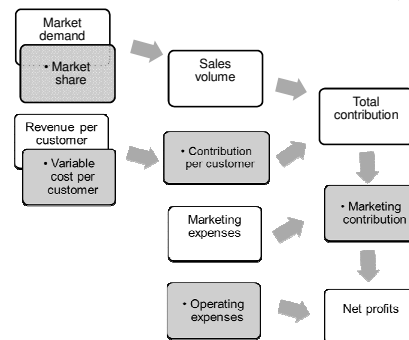 Market
demand
• Market
share
Sales
volume
Total
contribution
Revenue per
customer
• Variable
cost per
customer
• Contribution
per customer
• Marketing
contribution
Marketing
expenses
• Operating
expenses
Net profits